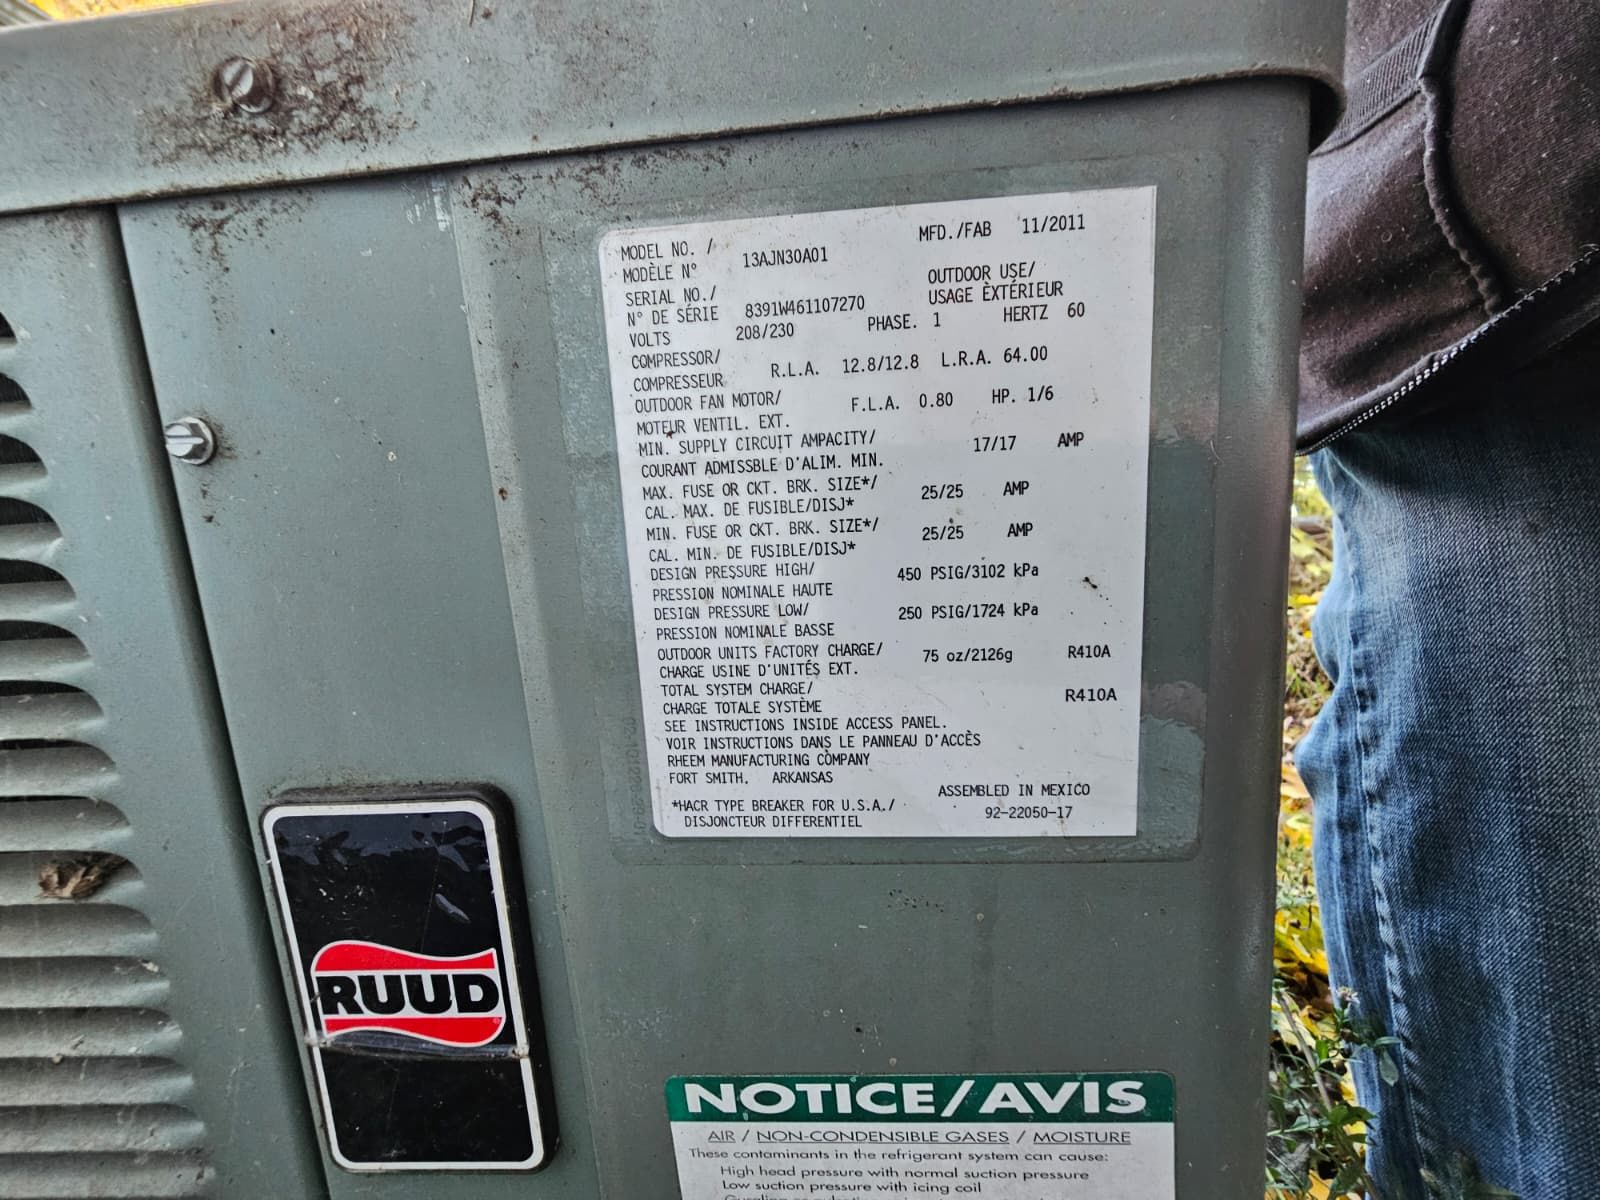 MODEL NO. / MFD./FAB 11/2011
MODÈLE N° 13AJN30A01
SERIAL NO./ OUTDOOR USE/
N° DE SÉRIE 8391W461107270 USAGE ÈXTÉRIEUR
VOLTS 208/230 PHASE. 1 HERTZ 60
COMPRESSOR/
COMPRESSEUR R.L.A. 12.8/12.8 L.R.A. 64.00
OUTDOOR FAN MOTOR/ F.L.A. 0.80 HP. 1/6
MOTEUR VENTIL. EXT.
MIN. SUPPLY CIRCUIT AMPACITY/ 17/17 AMP
COURANT ADMISSBLE D'ALIM. MIN.
MAX. FUSE OR CKT. BRK. SIZE*/ 25/25 AMP
CAL. MAX. DE FUSIBLE/DISJ*
MIN. FUSE OR CKT. BRK. SIZE*/ 25/25 AMP
CAL. MIN. DE FUSIBLE/DISJ*
DESIGN PRESSURE HIGH/ 450 PSIG/3102 kPa
PRESSION NOMINALE HAUTE
DESIGN PRESSURE LOW/ 250 PSIG/1724 kPa
PRESSION NOMINALE BASSE
OUTDOOR UNITS FACTORY CHARGE/ 75 oz/2126g R410A
CHARGE USINE D'UNITÉS EXT.
TOTAL SYSTEM CHARGE/ R410A
CHARGE TOTALE SYSTÈME
SEE INSTRUCTIONS INSIDE ACCESS PANEL.
VOIR INSTRUCTIONS DANS LE PANNEAU D'ACCÈS
RHEEM MANUFACTURING COMPANY
FORT SMITH, ARKANSAS
ASSEMBLED IN MEXICO
*HACR TYPE BREAKER FOR U.S.A./ 92-22050-17
DISJONCTEUR DIFFERENTIEL
RUUD
NOTICE/AVIS
AIR / NON-CONDENSIBLE GASES / MOISTURE
These contaminants in the refrigerant system can cause:
High head pressure with normal suction pressure
Low suction pressure with icing coil